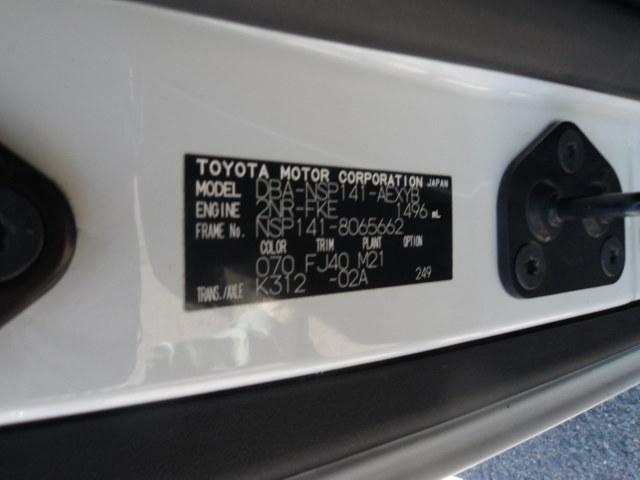 TOYOTA MOTOR CORPORATION JAPAN
MODEL DBA-NSP141-AEXYB
ENGINE 2NR-FKE 1496 mL
FRAME No. NSP141-8065662
COLOR TRIM PLANT OPTION
070 FJ40 M21
TRANS./AXLE K312 -02A 249